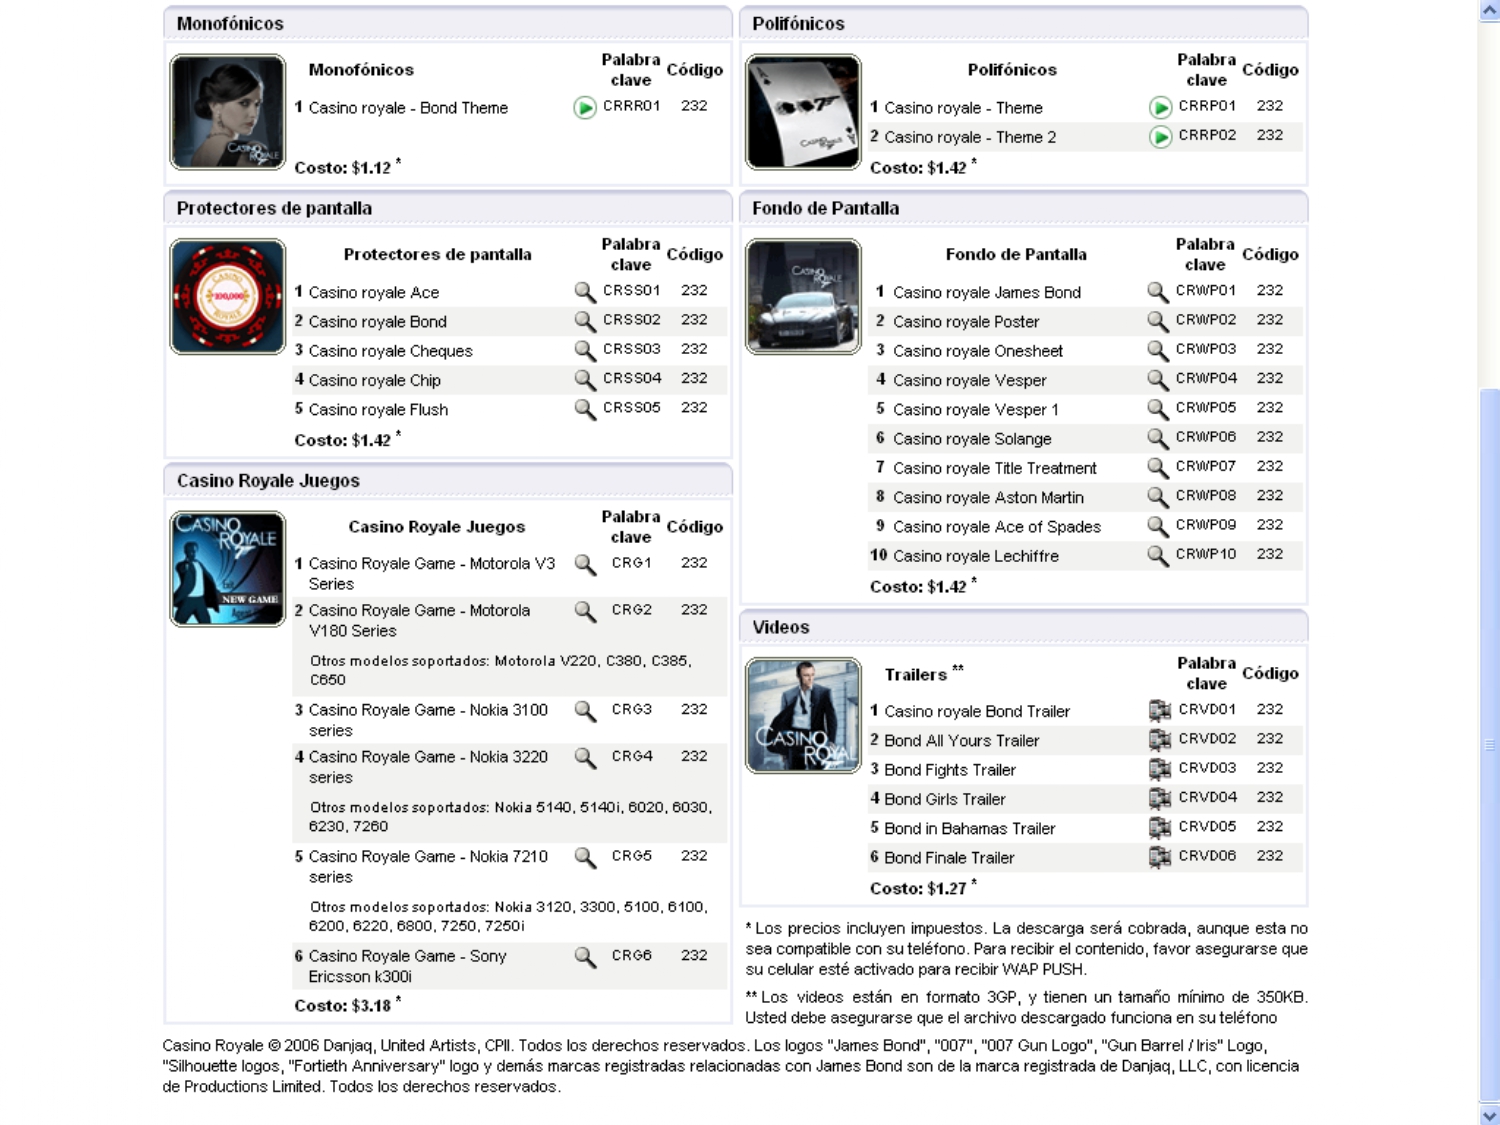 Monofónicos
Monofónicos
Palabra clave
Código
1 Casino royale - Bond Theme CRRR01 232
Costo: $1.12 *
CASINO ROYALE
Polifónicos
Polifónicos
Palabra clave
Código
1 Casino royale - Theme CRRP01 232
2 Casino royale - Theme 2 CRRP02 232
Costo: $1.42 *
A
007
CASINO ROYALE
Protectores de pantalla
Protectores de pantalla
Palabra clave
Código
1 Casino royale Ace CRSS01 232
2 Casino royale Bond CRSS02 232
3 Casino royale Cheques CRSS03 232
4 Casino royale Chip CRSS04 232
5 Casino royale Flush CRSS05 232
Costo: $1.42 *
CASINO
100,000
ROYALE
Fondo de Pantalla
Fondo de Pantalla
Palabra clave
Código
1 Casino royale James Bond CRWP01 232
2 Casino royale Poster CRWP02 232
3 Casino royale Onesheet CRWP03 232
4 Casino royale Vesper CRWP04 232
5 Casino royale Vesper 1 CRWP05 232
6 Casino royale Solange CRWP06 232
7 Casino royale Title Treatment CRWP07 232
8 Casino royale Aston Martin CRWP08 232
9 Casino royale Ace of Spades CRWP09 232
10 Casino royale Lechiffre CRWP10 232
Costo: $1.42 *
CASINO ROYALE
Casino Royale Juegos
Casino Royale Juegos
Palabra clave
Código
1 Casino Royale Game - Motorola V3 CRG1 232
Series
2 Casino Royale Game - Motorola CRG2 232
V180 Series
Otros modelos soportados: Motorola V220, C380, C385,
C650
3 Casino Royale Game - Nokia 3100 CRG3 232
series
4 Casino Royale Game - Nokia 3220 CRG4 232
series
Otros modelos soportados: Nokia 5140, 5140i, 6020, 6030,
6230, 7260
5 Casino Royale Game - Nokia 7210 CRG5 232
series
Otros modelos soportados: Nokia 3120, 3300, 5100, 6100,
6200, 6220, 6800, 7250, 7250i
6 Casino Royale Game - Sony CRG6 232
Ericsson k300i
Costo: $3.18 *
CASINO
ROYALE
NEW GAME
Videos
Trailers **
Palabra clave
Código
1 Casino royale Bond Trailer CRVD01 232
2 Bond All Yours Trailer CRVD02 232
3 Bond Fights Trailer CRVD03 232
4 Bond Girls Trailer CRVD04 232
5 Bond in Bahamas Trailer CRVD05 232
6 Bond Finale Trailer CRVD06 232
Costo: $1.27 *
CASINO
ROYAL
* Los precios incluyen impuestos. La descarga será cobrada, aunque esta no
sea compatible con su teléfono. Para recibir el contenido, favor asegurarse que
su celular esté activado para recibir WAP PUSH.
** Los videos están en formato 3GP, y tienen un tamaño mínimo de 350KB.
Usted debe asegurarse que el archivo descargado funciona en su teléfono
Casino Royale © 2006 Danjaq, United Artists, CPII. Todos los derechos reservados. Los logos "James Bond", "007", "007 Gun Logo", "Gun Barrel / Iris" Logo,
"Silhouette logos, "Fortieth Anniversary" logo y demás marcas registradas relacionadas con James Bond son de la marca registrada de Danjaq, LLC, con licencia
de Productions Limited. Todos los derechos reservados.